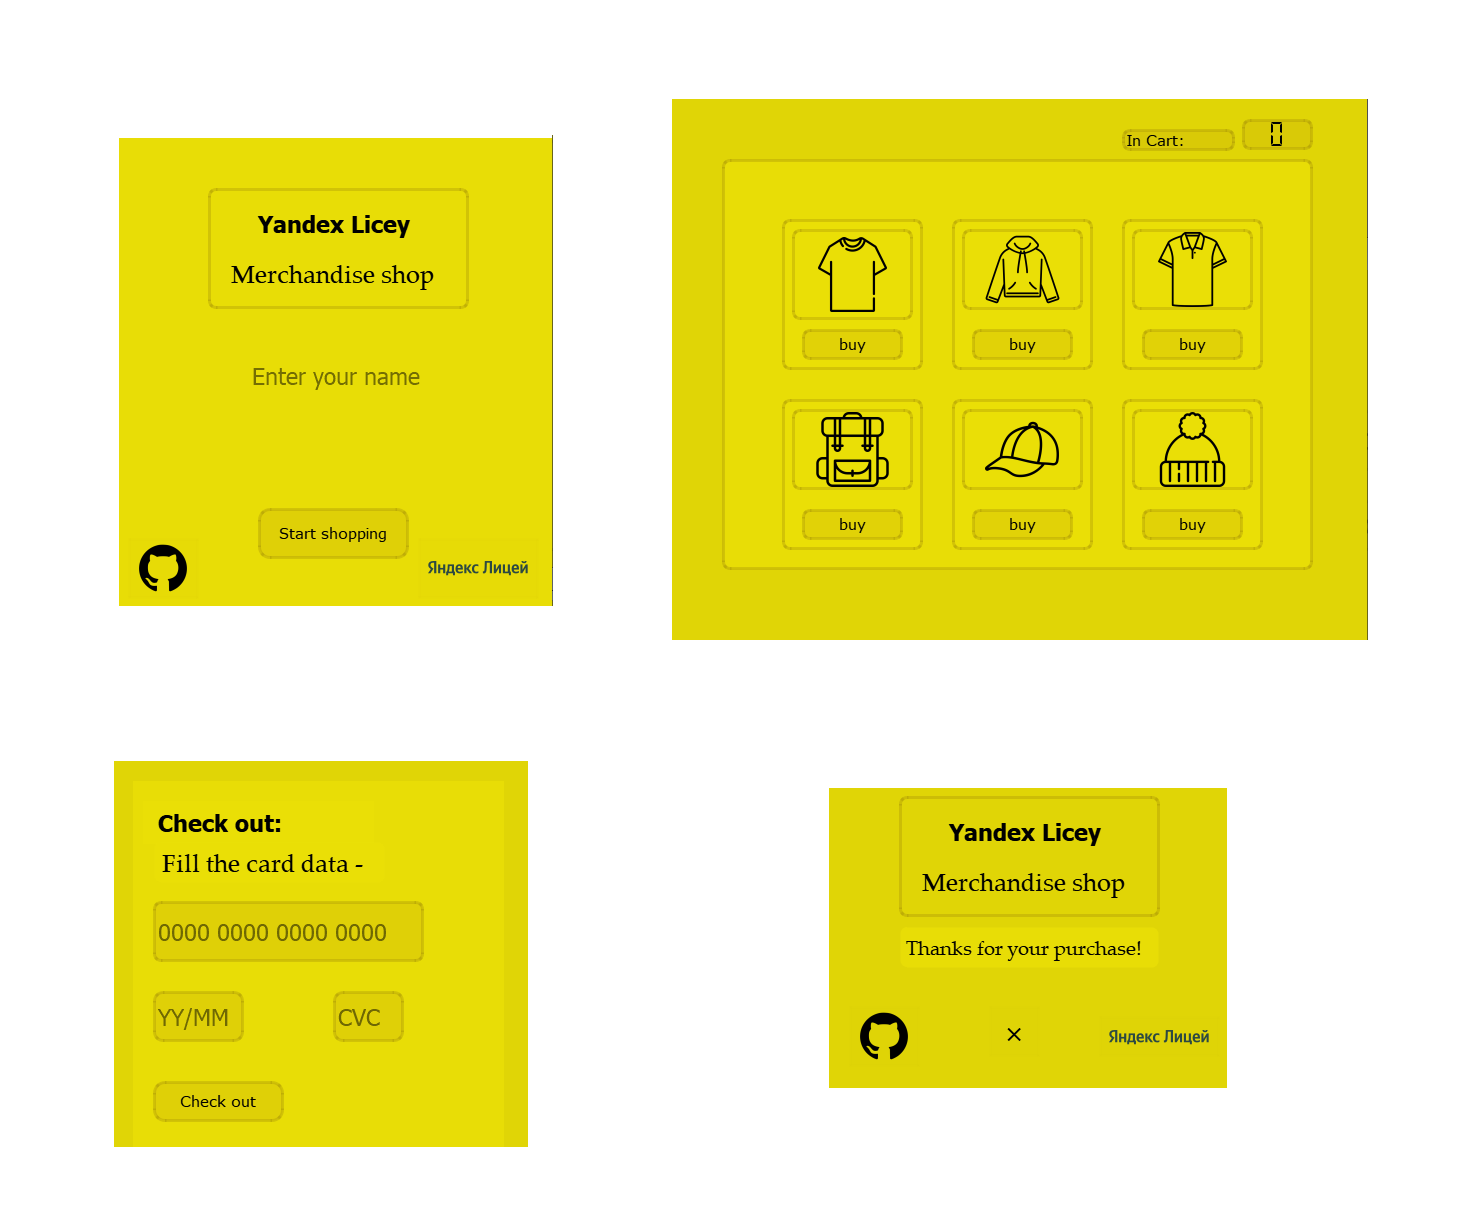 Yandex Licey
Merchandise shop
Enter your name
Start shopping
Яндекс Лицей
In Cart:
0
buy
buy
buy
buy
buy
buy
Check out:
Fill the card data -
0000 0000 0000 0000
YY/MM
CVC
Check out
Yandex Licey
Merchandise shop
Thanks for your purchase!
×
Яндекс Лицей